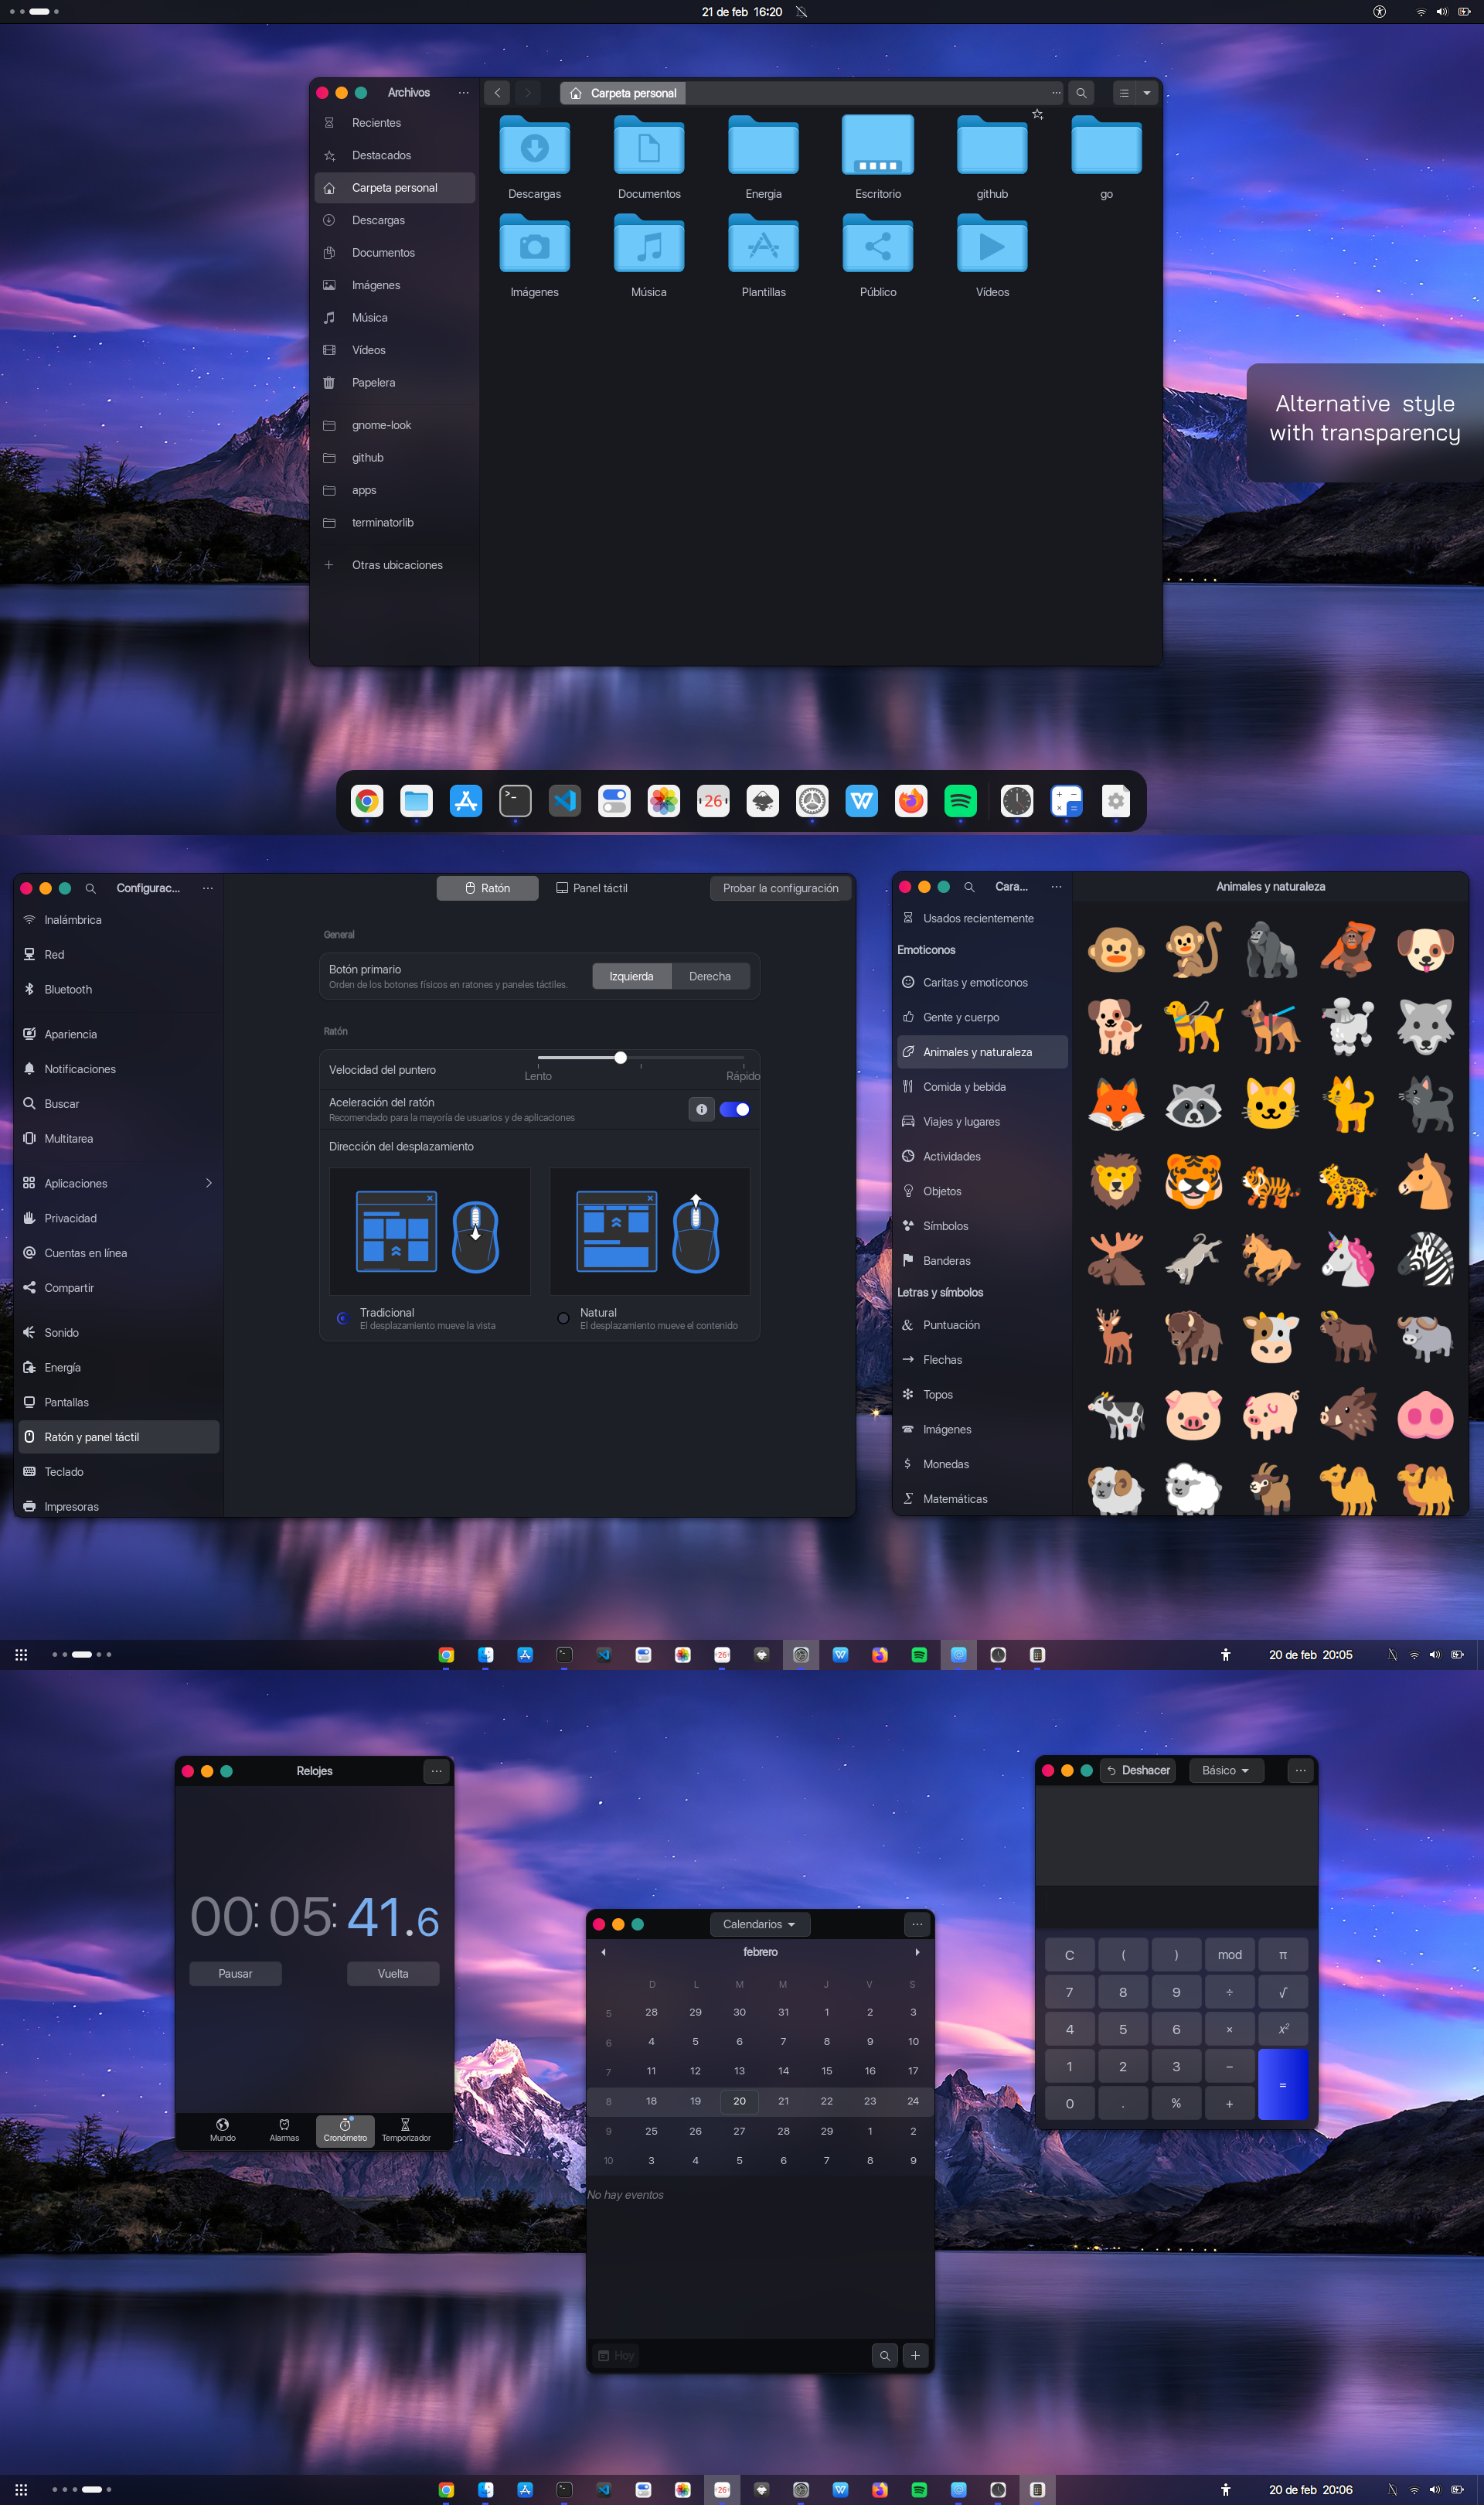 21 de feb 16:20
Archivos
Carpeta personal
Recientes
Destacados
Carpeta personal
Descargas
Documentos
Imágenes
Música
Vídeos
Papelera
gnome-look
github
apps
terminatorlib
Otras ubicaciones
Descargas
Documentos
Energia
Escritorio
github
go
Imágenes
Música
Plantillas
Público
Vídeos
Alternative style
with transparency
26
Configurac...
Inalámbrica
Red
Bluetooth
Apariencia
Notificaciones
Buscar
Multitarea
Aplicaciones
Privacidad
Cuentas en línea
Compartir
Sonido
Energía
Pantallas
Ratón y panel táctil
Teclado
Impresoras
Ratón
Panel táctil
Probar la configuración
General
Botón primario
Orden de los botones físicos en ratones y paneles táctiles.
Izquierda
Derecha
Ratón
Velocidad del puntero
Lento
Rápido
Aceleración del ratón
Recomendado para la mayoría de usuarios y de aplicaciones
Dirección del desplazamiento
Tradicional
El desplazamiento mueve la vista
Natural
El desplazamiento mueve el contenido
Cara...
Animales y naturaleza
Usados recientemente
Emoticonos
Caritas y emoticonos
Gente y cuerpo
Animales y naturaleza
Comida y bebida
Viajes y lugares
Actividades
Objetos
Símbolos
Banderas
Letras y símbolos
Puntuación
Flechas
Topos
Imágenes
Monedas
Matemáticas
26
20 de feb 20:05
Relojes
00:05:41.6
Pausar
Vuelta
Mundo
Alarmas
Cronómetro
Temporizador
Calendarios
febrero
D L M M J V S
5 28 29 30 31 1 2 3
6 4 5 6 7 8 9 10
7 11 12 13 14 15 16 17
8 18 19 20 21 22 23 24
9 25 26 27 28 29 1 2
10 3 4 5 6 7 8 9
No hay eventos
Hoy
Deshacer
Básico
C ( ) mod π
7 8 9 ÷ √
4 5 6 × x²
1 2 3 −
=
0 . % +
26
20 de feb 20:06